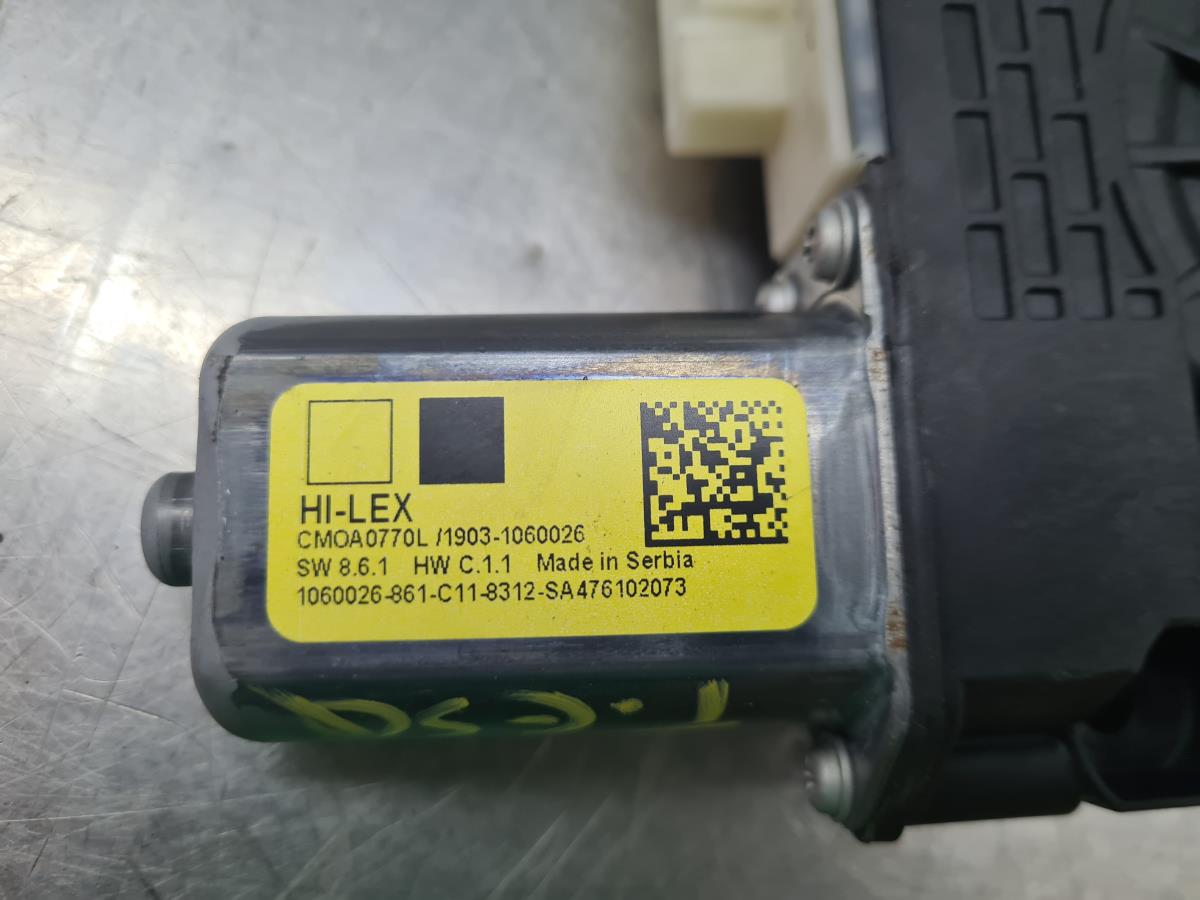 HI-LEX
CMOA0770L /1903-1060026
SW 8.6.1 HW C.1.1 Made in Serbia
1060026-861-C11-8312-SA476102073